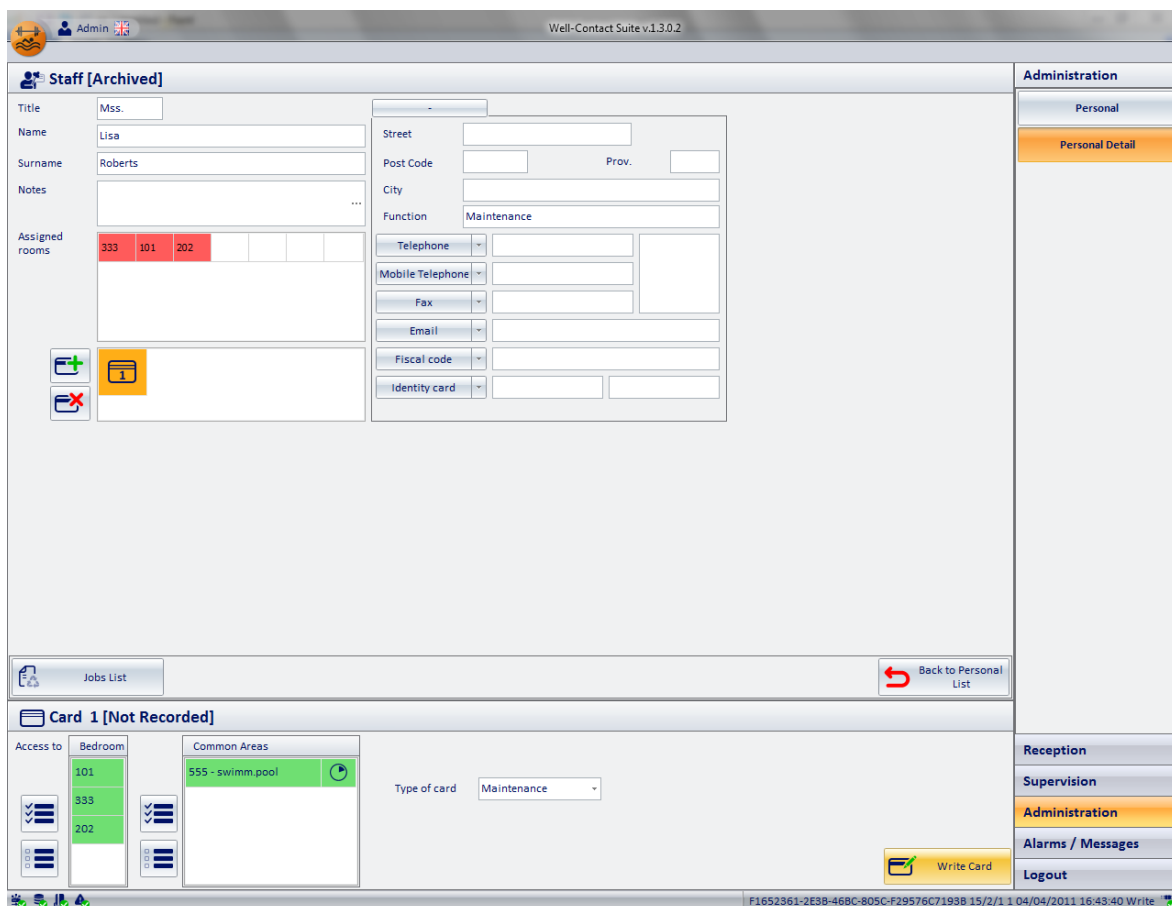 Admin
Well-Contact Suite v.1.3.0.2
Staff [Archived]
Title
Mss.
Name
Lisa
Surname
Roberts
Notes
...
Assigned rooms
333 101 202
1
-
Street
Post Code
Prov.
City
Function
Maintenance
Telephone
Mobile Telephone
Fax
Email
Fiscal code
Identity card
Jobs List
Back to Personal
List
Card 1 [Not Recorded]
Access to
Bedroom
101
333
202
Common Areas
555 - swimm.pool
Type of card
Maintenance
Write Card
Administration
Personal
Personal Detail
Reception
Supervision
Administration
Alarms / Messages
Logout
F1652361-2E3B-46BC-805C-F29576C7193B 15/2/1 1 04/04/2011 16:43:40 Write